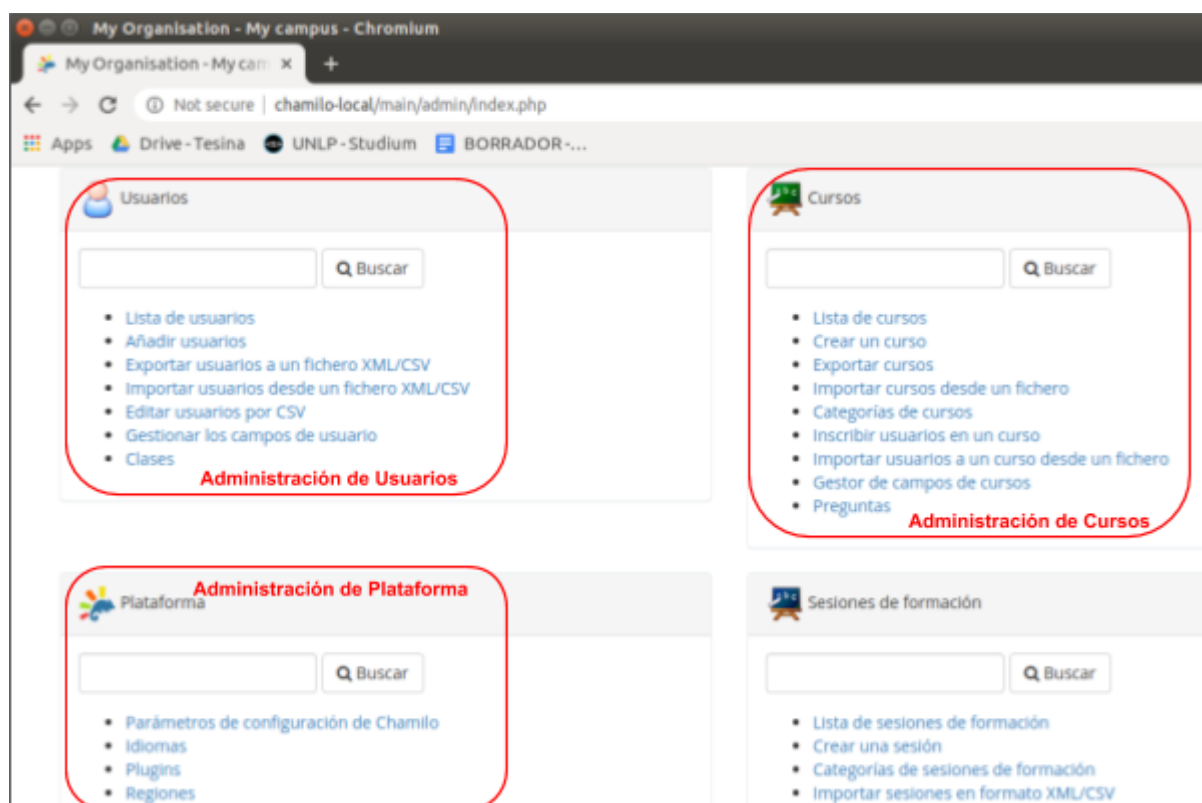 My Organisation - My campus - Chromium
My Organisation - My cam
Not secure | chamilo-local/main/admin/index.php
Apps Drive - Tesina UNLP - Studium BORRADOR -...
Usuarios
Buscar
Lista de usuarios
Añadir usuarios
Exportar usuarios a un fichero XML/CSV
Importar usuarios desde un fichero XML/CSV
Editar usuarios por CSV
Gestionar los campos de usuario
Clases
Administración de Usuarios
Cursos
Buscar
Lista de cursos
Crear un curso
Exportar cursos
Importar cursos desde un fichero
Categorías de cursos
Inscribir usuarios en un curso
Importar usuarios a un curso desde un fichero
Gestor de campos de cursos
Preguntas
Administración de Cursos
Administración de Plataforma
Plataforma
Buscar
Parámetros de configuración de Chamilo
Idiomas
Plugins
Regiones
Sesiones de formación
Buscar
Lista de sesiones de formación
Crear una sesión
Categorías de sesiones de formación
Importar sesiones en formato XML/CSV